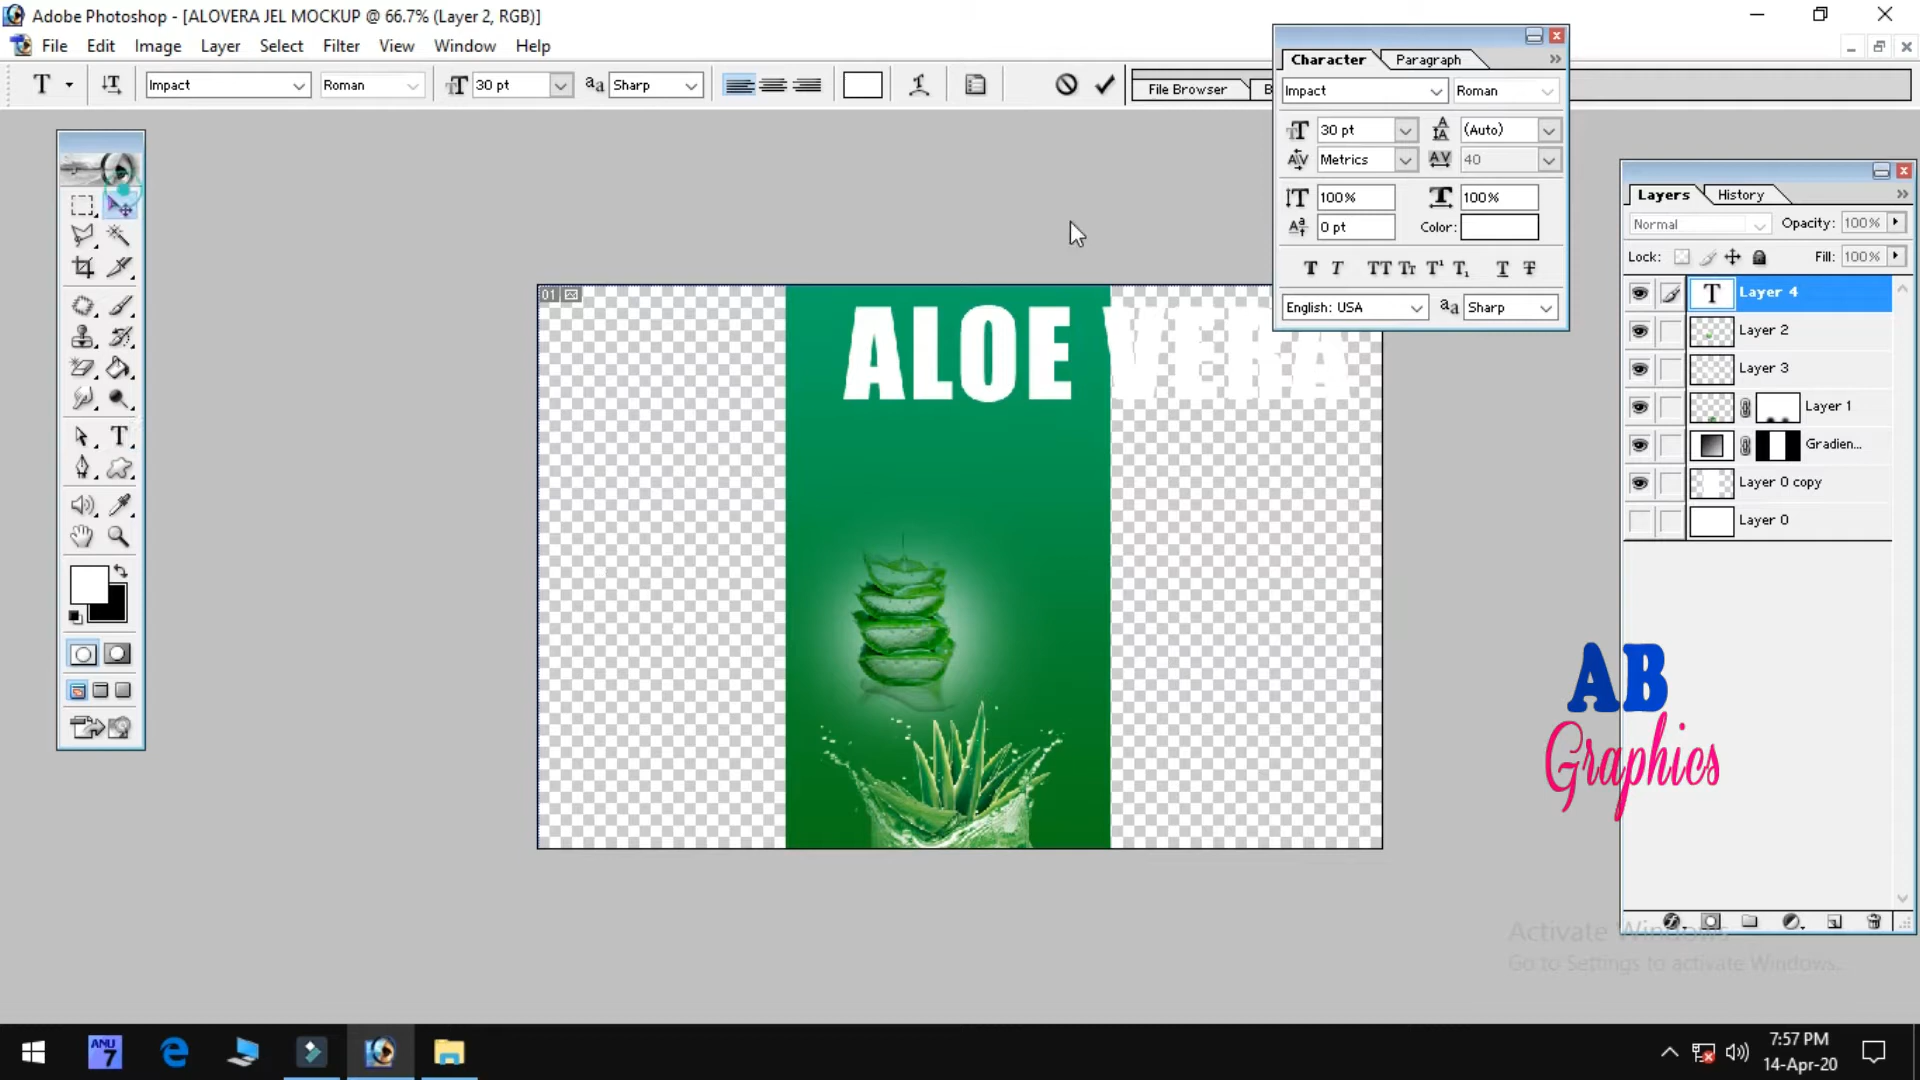 Adobe Photoshop - [ALOVERA JEL MOCKUP @ 66.7% (Layer 2, RGB)]
File Edit Image Layer Select Filter View Window Help
Impact Roman 30 pt Sharp
File Browser B
Character Paragraph
Impact Roman
30 pt (Auto)
Metrics 40
100% 100%
0 pt Color:
English: USA Sharp
Layers History
Normal Opacity: 100%
Lock: Fill: 100%
Layer 4
Layer 2
Layer 3
Layer 1
Gradien...
Layer 0 copy
Layer 0
01
ALOE VERA
AB
Graphics
Activate Windows
Go to Settings to activate Windows.
ANU
7
7:57 PM
14-Apr-20